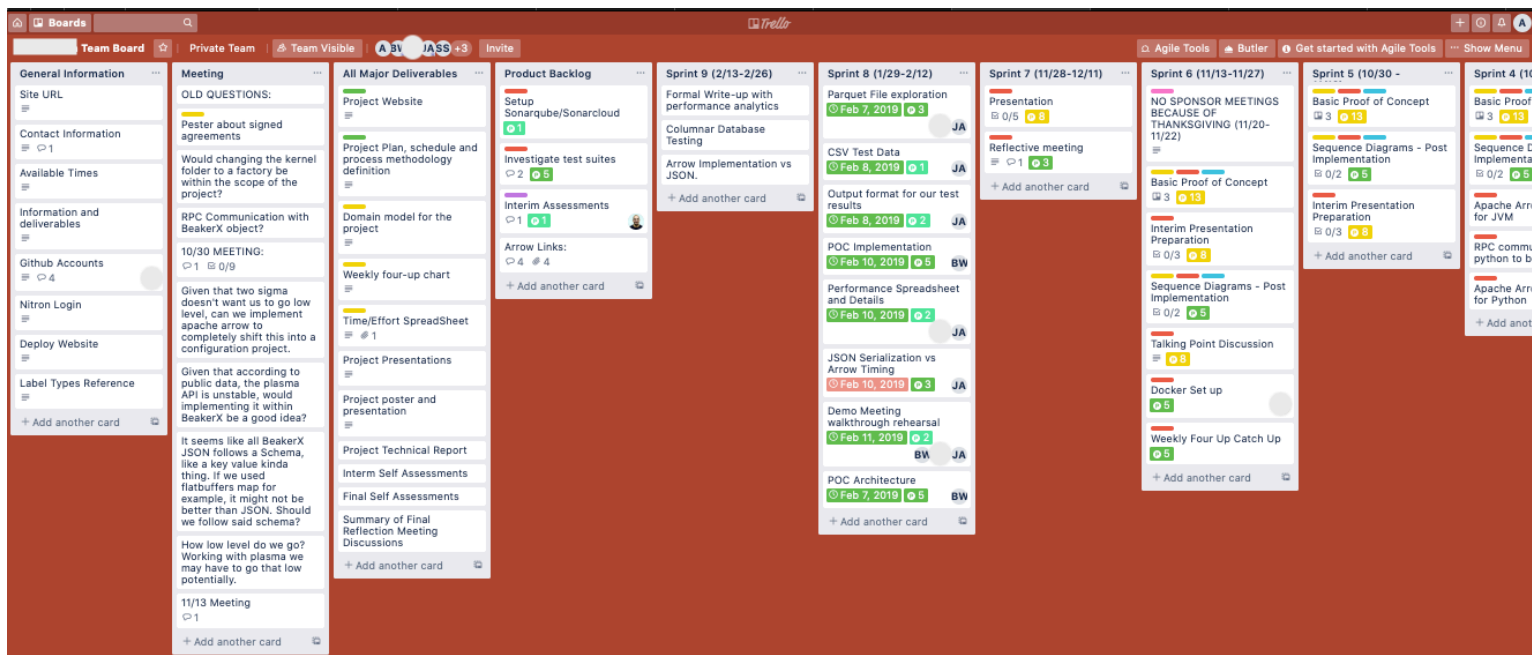 Boards
Trello
A
Team Board
Private Team
Team Visible
A
JA
SS
+3
Invite
Agile Tools
Butler
Get started with Agile Tools
Show Menu
General Information
Site URL
Contact Information
1
Available Times
Information and
deliverables
Github Accounts
4
Nitron Login
Deploy Website
Label Types Reference
+ Add another card
Meeting
OLD QUESTIONS:
Pester about signed
agreements
Would changing the kernel
folder to a factory be
within the scope of the
project?
RPC Communication with
BeakerX object?
10/30 MEETING:
1 0/9
Given that two sigma
doesn't want us to go low
level, can we implement
apache arrow to
completely shift this into a
configuration project.
Given that according to
public data, the plasma
API is unstable, would
implementing it within
BeakerX be a good idea?
It seems like all BeakerX
JSON follows a Schema,
like a key value kinda
thing. If we used
flatbuffers map for
example, it might not be
better than JSON. Should
we follow said schema?
How low level do we go?
Working with plasma we
may have to go that low
potentially.
11/13 Meeting
1
+ Add another card
All Major Deliverables
Project Website
Project Plan, schedule and
process methodology
definition
Domain model for the
project
Weekly four-up chart
Time/Effort SpreadSheet
1
Project Presentations
Project poster and
presentation
Project Technical Report
Interm Self Assessments
Final Self Assessments
Summary of Final
Reflection Meeting
Discussions
+ Add another card
Product Backlog
Setup
Sonarqube/Sonarcloud
1
Investigate test suites
2 5
Interim Assessments
1 1
Arrow Links:
4 4
+ Add another card
Sprint 9 (2/13-2/26)
Formal Write-up with
performance analytics
Columnar Database
Testing
Arrow Implementation vs
JSON.
+ Add another card
Sprint 8 (1/29-2/12)
Parquet File exploration
Feb 7, 2019 3
JA
CSV Test Data
Feb 8, 2019 1 JA
Output format for our test
results
Feb 8, 2019 2 JA
POC Implementation
Feb 10, 2019 5 BW
Performance Spreadsheet
and Details
Feb 10, 2019 2
JA
JSON Serialization vs
Arrow Timing
Feb 10, 2019 3 JA
Demo Meeting
walkthrough rehearsal
Feb 11, 2019 2
BW JA
POC Architecture
Feb 7, 2019 5 BW
+ Add another card
Sprint 7 (11/28-12/11)
Presentation
0/5 8
Reflective meeting
1 3
+ Add another card
Sprint 6 (11/13-11/27)
NO SPONSOR MEETINGS
BECAUSE OF
THANKSGIVING (11/20-
11/22)
Basic Proof of Concept
3 13
Interim Presentation
Preparation
0/3 8
Sequence Diagrams - Post
Implementation
0/2 5
Talking Point Discussion
8
Docker Set up
5
Weekly Four Up Catch Up
5
+ Add another card
Sprint 5 (10/30 -
Basic Proof of Concept
3 13
Sequence Diagrams - Post
Implementation
0/2 5
Interim Presentation
Preparation
0/3 8
+ Add another card
Sprint 4 (10
Basic Proof
3 13
Sequence D
Implementa
0/2 5
Apache Arr
for JVM
RPC commu
python to b
Apache Arr
for Python
+ Add anot